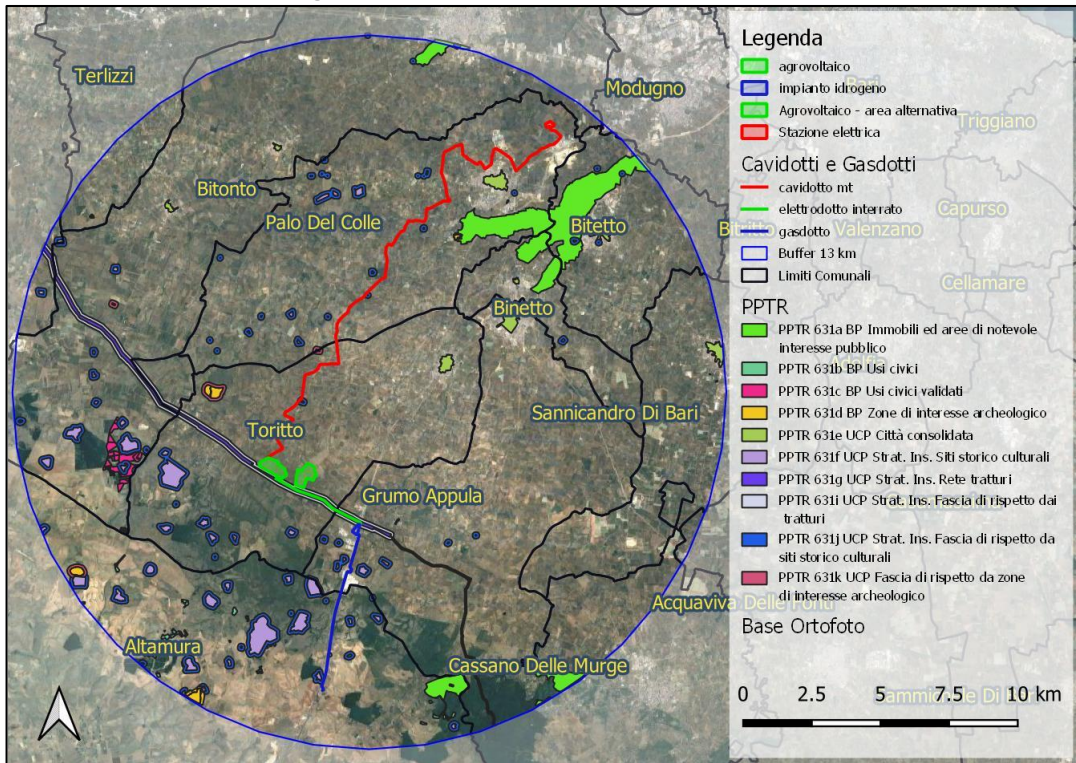 Terlizzi
Modugno
Bitonto
Palo Del Colle
Bitetto
Binetto
Sannicandro Di Bari
Toritto
Grumo Appula
Altamura
Cassano Delle Murge
Acquaviva Delle Fonti
Bitritto
Legenda
agrovoltaico
impianto idrogeno
Agrovoltaico - area alternativa
Stazione elettrica
Bari
Triggiano
Cavidotti e Gasdotti
cavidotto mt
elettrodotto interrato
gasdotto
Buffer 13 km
Limiti Comunali
Capurso
Valenzano
Cellamare
PPTR
PPTR 631a BP Immobili ed aree di notevole
interesse pubblico
PPTR 631b BP Usi civici
PPTR 631c BP Usi civici validati
PPTR 631d BP Zone di interesse archeologico
PPTR 631e UCP Città consolidata
PPTR 631f UCP Strat. Ins. Siti storico culturali
PPTR 631g UCP Strat. Ins. Rete tratturi
PPTR 631i UCP Strat. Ins. Fascia di rispetto dai
tratturi
PPTR 631j UCP Strat. Ins. Fascia di rispetto da
siti storico culturali
PPTR 631k UCP Fascia di rispetto da zone
di interesse archeologico
Base Ortofoto
0 2.5 5 7.5 10 km